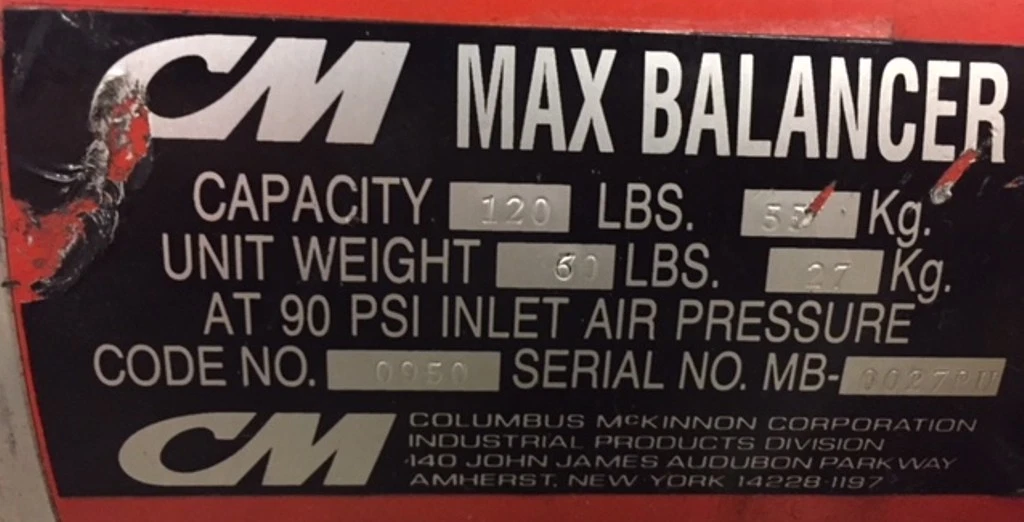 CM MAX BALANCER
CAPACITY 120 LBS. 55 Kg.
UNIT WEIGHT 60 LBS. 27 Kg.
AT 90 PSI INLET AIR PRESSURE
CODE NO. 0950 SERIAL NO. MB-
CM
COLUMBUS McKINNON CORPORATION
INDUSTRIAL PRODUCTS DIVISION
140 JOHN JAMES AUDUBON PARKWAY
AMHERST, NEW YORK 14228-1197